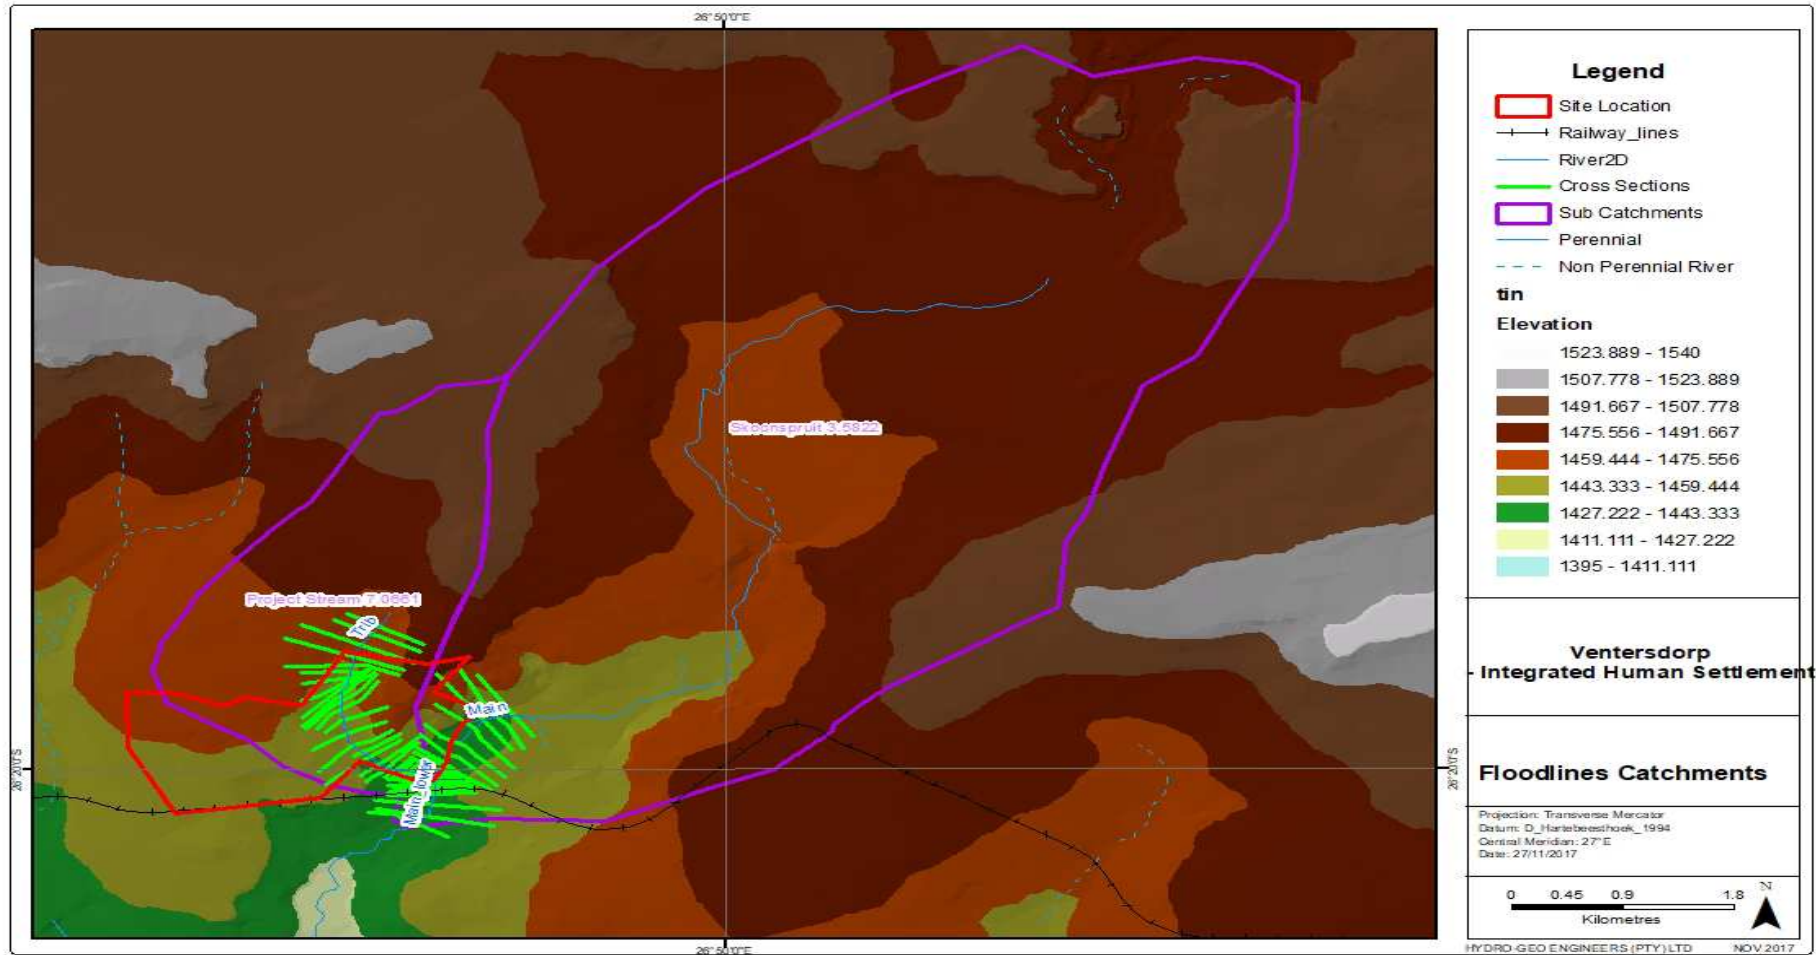 26°50'0"E
Legend
Site Location
Railway_lines
River2D
Cross Sections
Sub Catchments
Perennial
Non Perennial River
tin
Elevation
1523.889 - 1540
1507.778 - 1523.889
1491.667 - 1507.778
1475.556 - 1491.667
1459.444 - 1475.556
1443.333 - 1459.444
1427.222 - 1443.333
1411.111 - 1427.222
1395 - 1411.111
Skoonspruit 3.5822
Project Stream 7.0661
Trib
Main
Main_lower
26°20'0"S
26°20'0"S
26°50'0"E
Ventersdorp
- Integrated Human Settlement
Floodlines Catchments
Projection: Transverse Mercator
Datum: D_Hartebeesthoek_1994
Central Meridian: 27°E
Date: 27/11/2017
0 0.45 0.9 1.8
Kilometres
N
HYDRO-GEO ENGINEERS (PTY) LTD NOV 2017